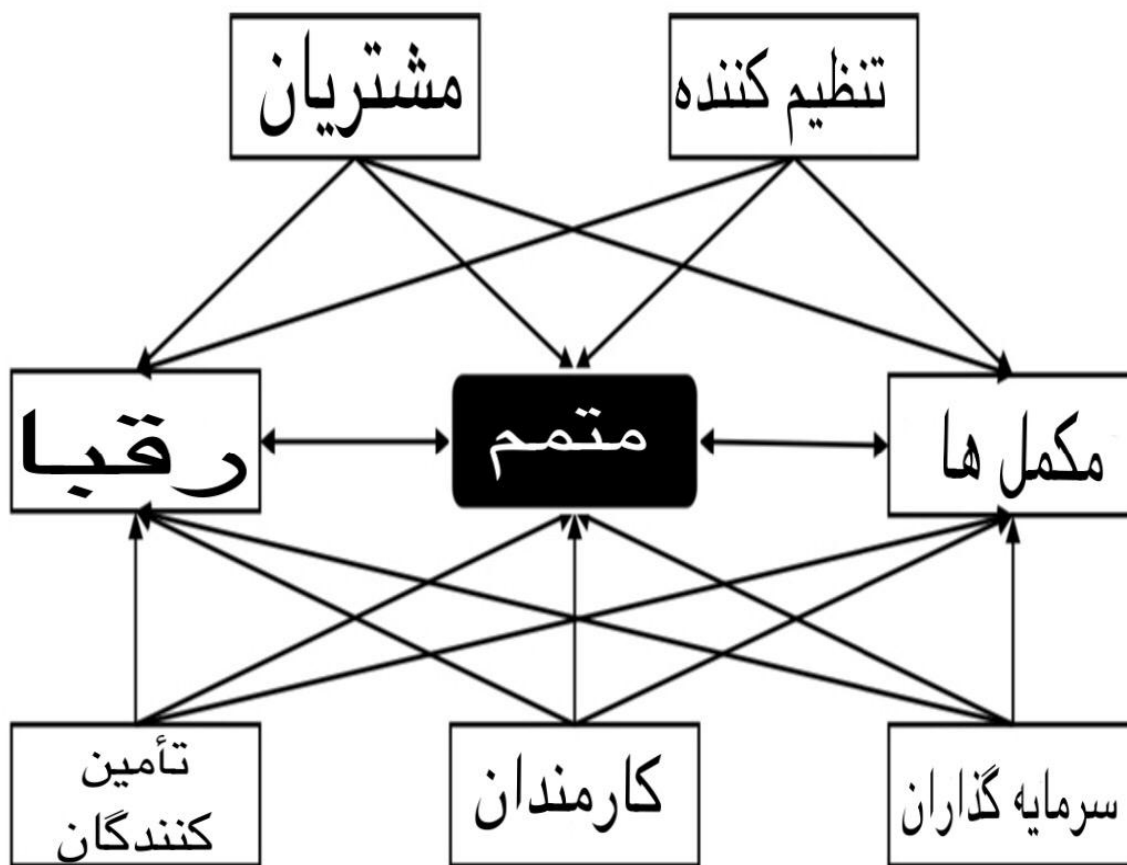 تنظیم کننده
مشتریان
مکمل ها
متمم
رقبا
سرمایه گذاران
کارمندان
تأمین
کنندگان